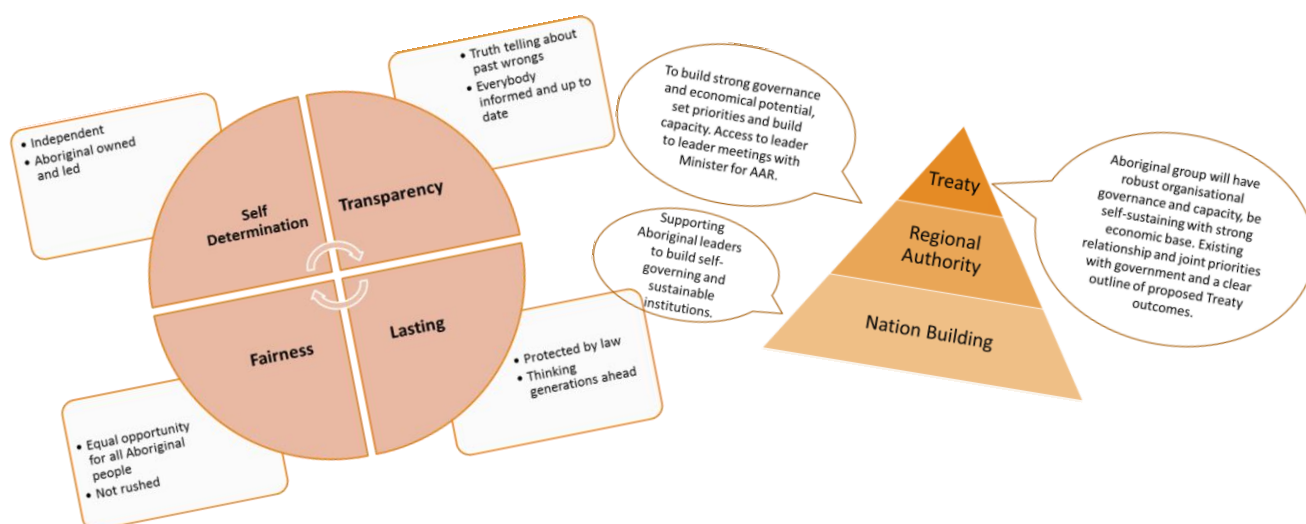 • Independent
• Aboriginal owned
and led
Self
Determination
• Truth telling about
past wrongs
• Everybody
informed and up to
date
Transparency
Fairness
• Equal opportunity
for all Aboriginal
people
• Not rushed
Lasting
• Protected by law
• Thinking
generations ahead
To build strong governance
and economical potential,
set priorities and build
capacity. Access to leader
to leader meetings with
Minister for AAR.
Supporting
Aboriginal leaders
to build self-
governing and
sustainable
institutions.
Treaty
Regional
Authority
Nation Building
Aboriginal group will have
robust organisational
governance and capacity, be
self-sustaining with strong
economic base. Existing
relationship and joint priorities
with government and a clear
outline of proposed Treaty
outcomes.